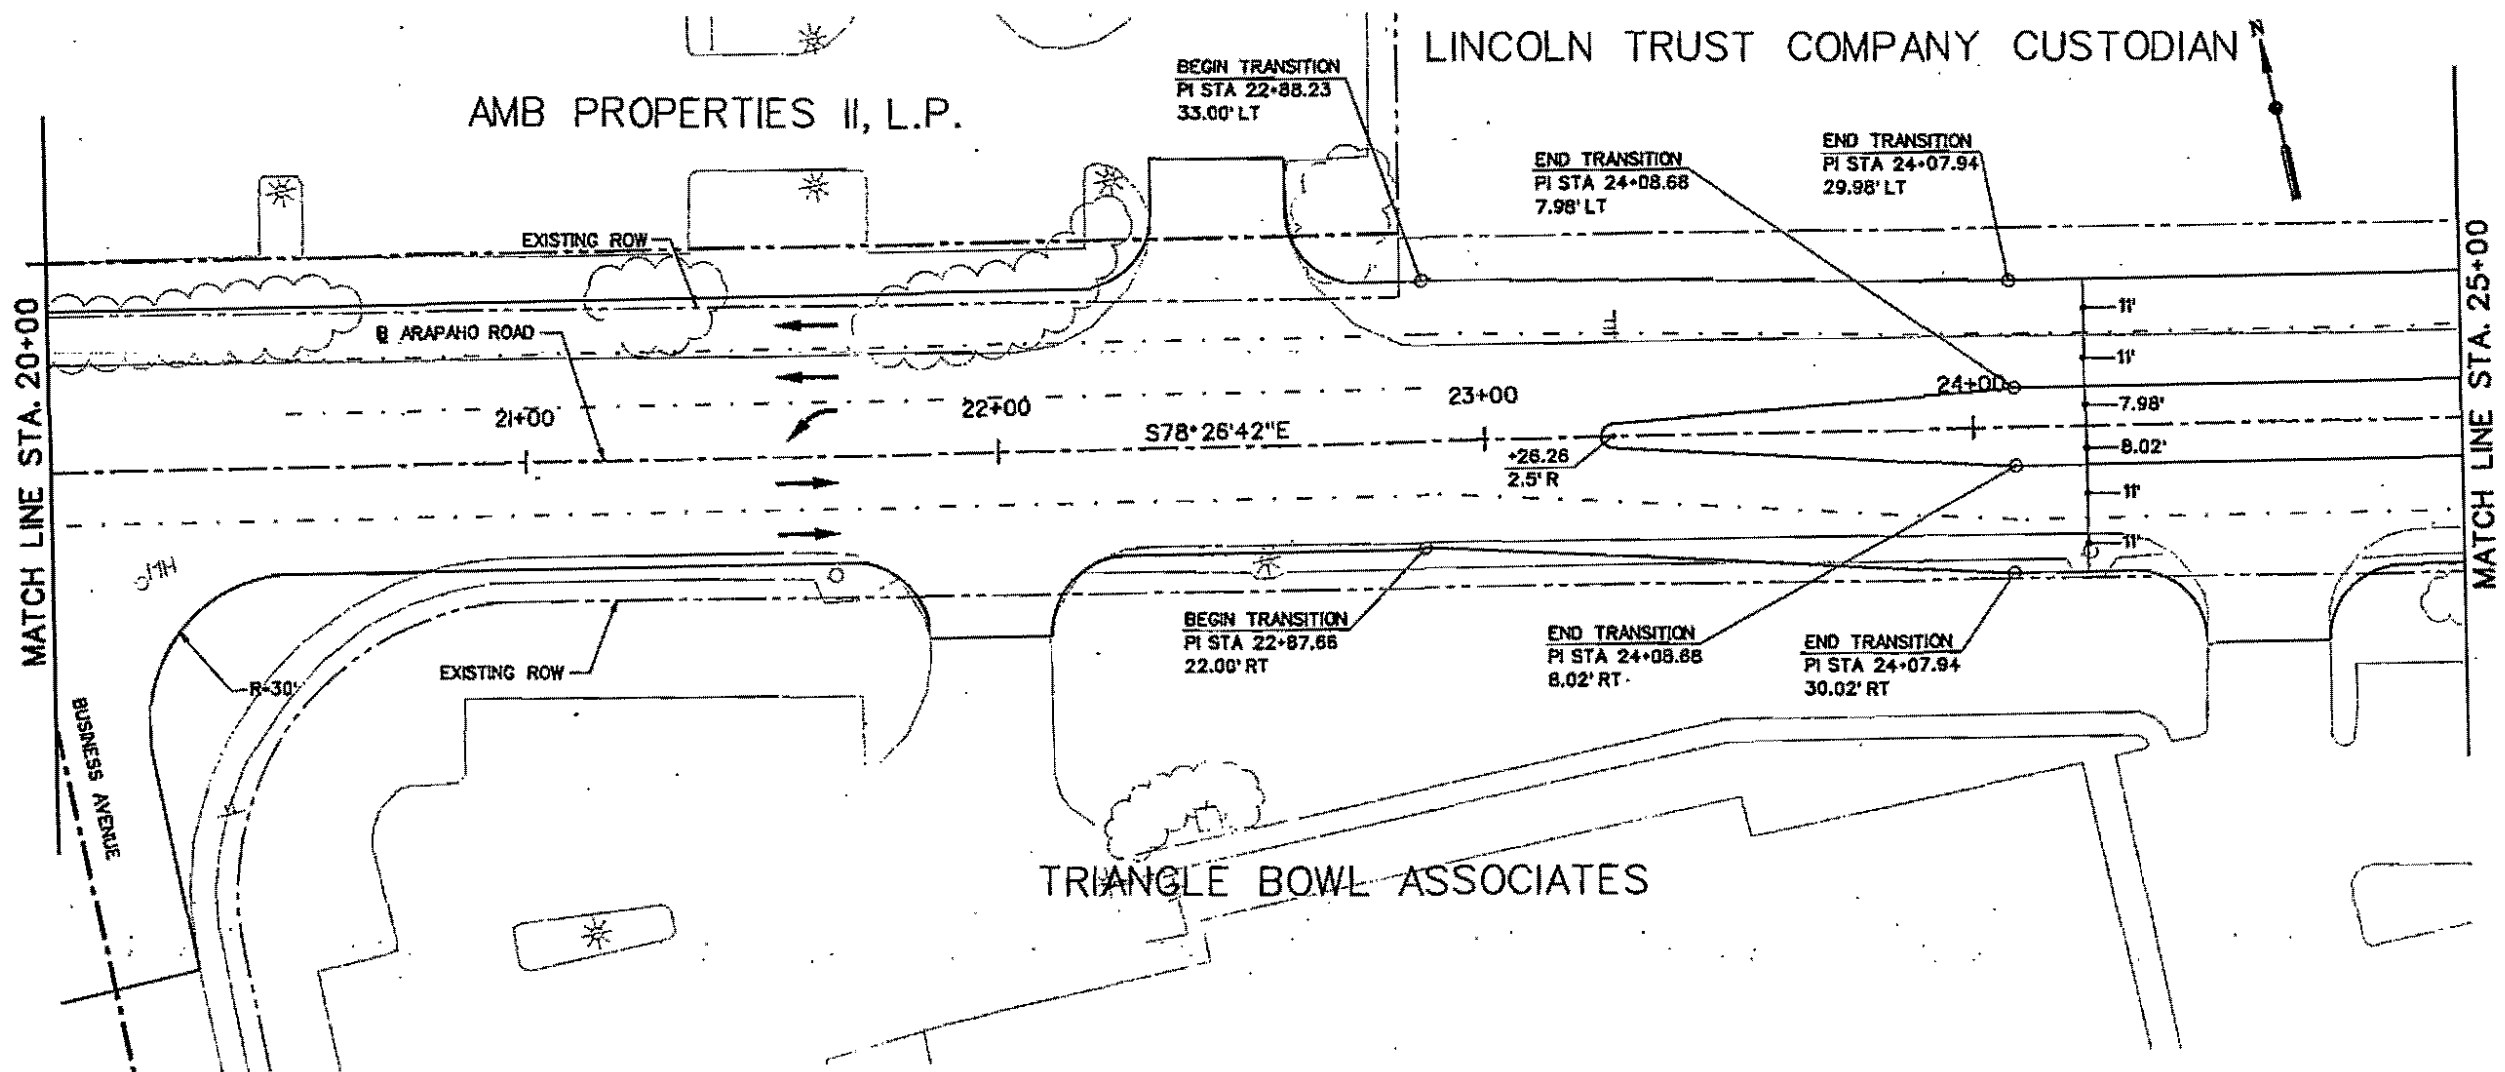 LINCOLN TRUST COMPANY CUSTODIAN
N
AMB PROPERTIES II, L.P.
BEGIN TRANSITION
PI STA 22+88.23
33.00' LT
END TRANSITION
PI STA 24+08.68
7.98' LT
END TRANSITION
PI STA 24+07.94
29.98' LT
EXISTING ROW
ARAPAHO ROAD
MATCH LINE STA. 20+00
MATCH LINE STA. 25+00
21+00
22+00
23+00
24+00
S78°26'42"E
+26.26
2.5' R
11'
11'
7.98'
8.02'
11'
11'
MH
R-30'
EXISTING ROW
BEGIN TRANSITION
PI STA 22+87.66
22.00' RT
END TRANSITION
PI STA 24+08.68
8.02' RT
END TRANSITION
PI STA 24+07.94
30.02' RT
BUSINESS AVENUE
TRIANGLE BOWL ASSOCIATES